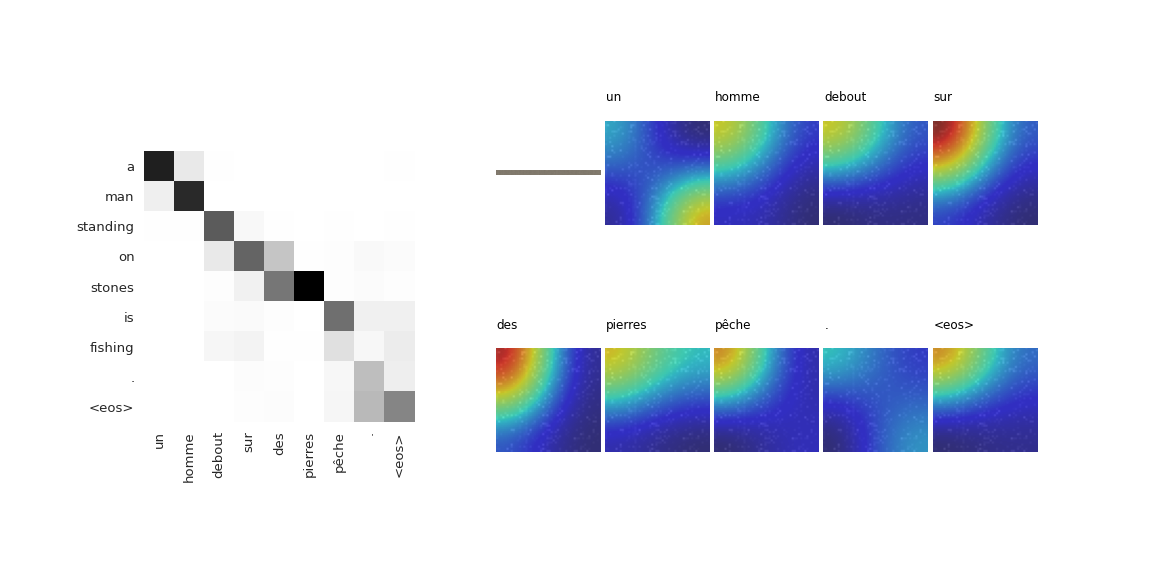 a
man
standing
on
stones
is
fishing
.
<eos>
un
homme
debout
sur
des
pierres
pêche
.
<eos>
un homme debout sur
des pierres pêche . <eos>